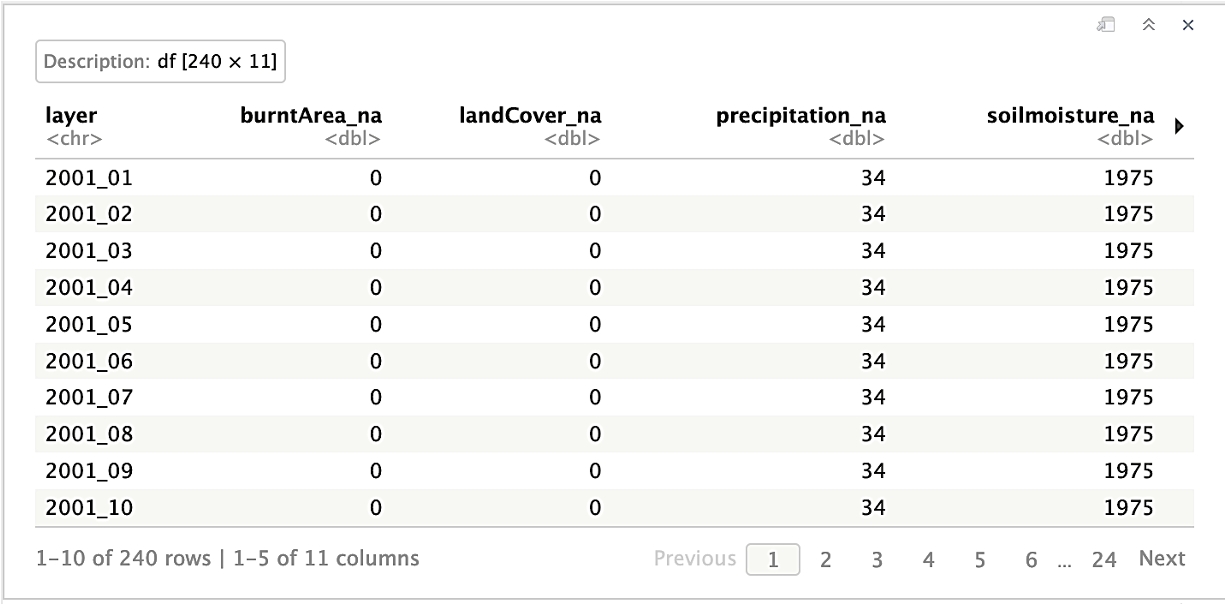 Description: df [240 × 11]
layer burntArea_na landCover_na precipitation_na soilmoisture_na
<chr> <dbl> <dbl> <dbl> <dbl>
2001_01 0 0 34 1975
2001_02 0 0 34 1975
2001_03 0 0 34 1975
2001_04 0 0 34 1975
2001_05 0 0 34 1975
2001_06 0 0 34 1975
2001_07 0 0 34 1975
2001_08 0 0 34 1975
2001_09 0 0 34 1975
2001_10 0 0 34 1975
1–10 of 240 rows | 1–5 of 11 columns Previous 1 2 3 4 5 6 ... 24 Next